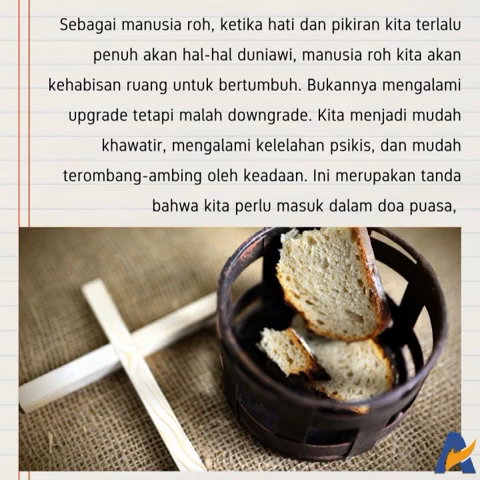 Sebagai manusia roh, ketika hati dan pikiran kita terlalu
penuh akan hal-hal duniawi, manusia roh kita akan
kehabisan ruang untuk bertumbuh. Bukannya mengalami
upgrade tetapi malah downgrade. Kita menjadi mudah
khawatir, mengalami kelelahan psikis, dan mudah
terombang-ambing oleh keadaan. Ini merupakan tanda
bahwa kita perlu masuk dalam doa puasa,